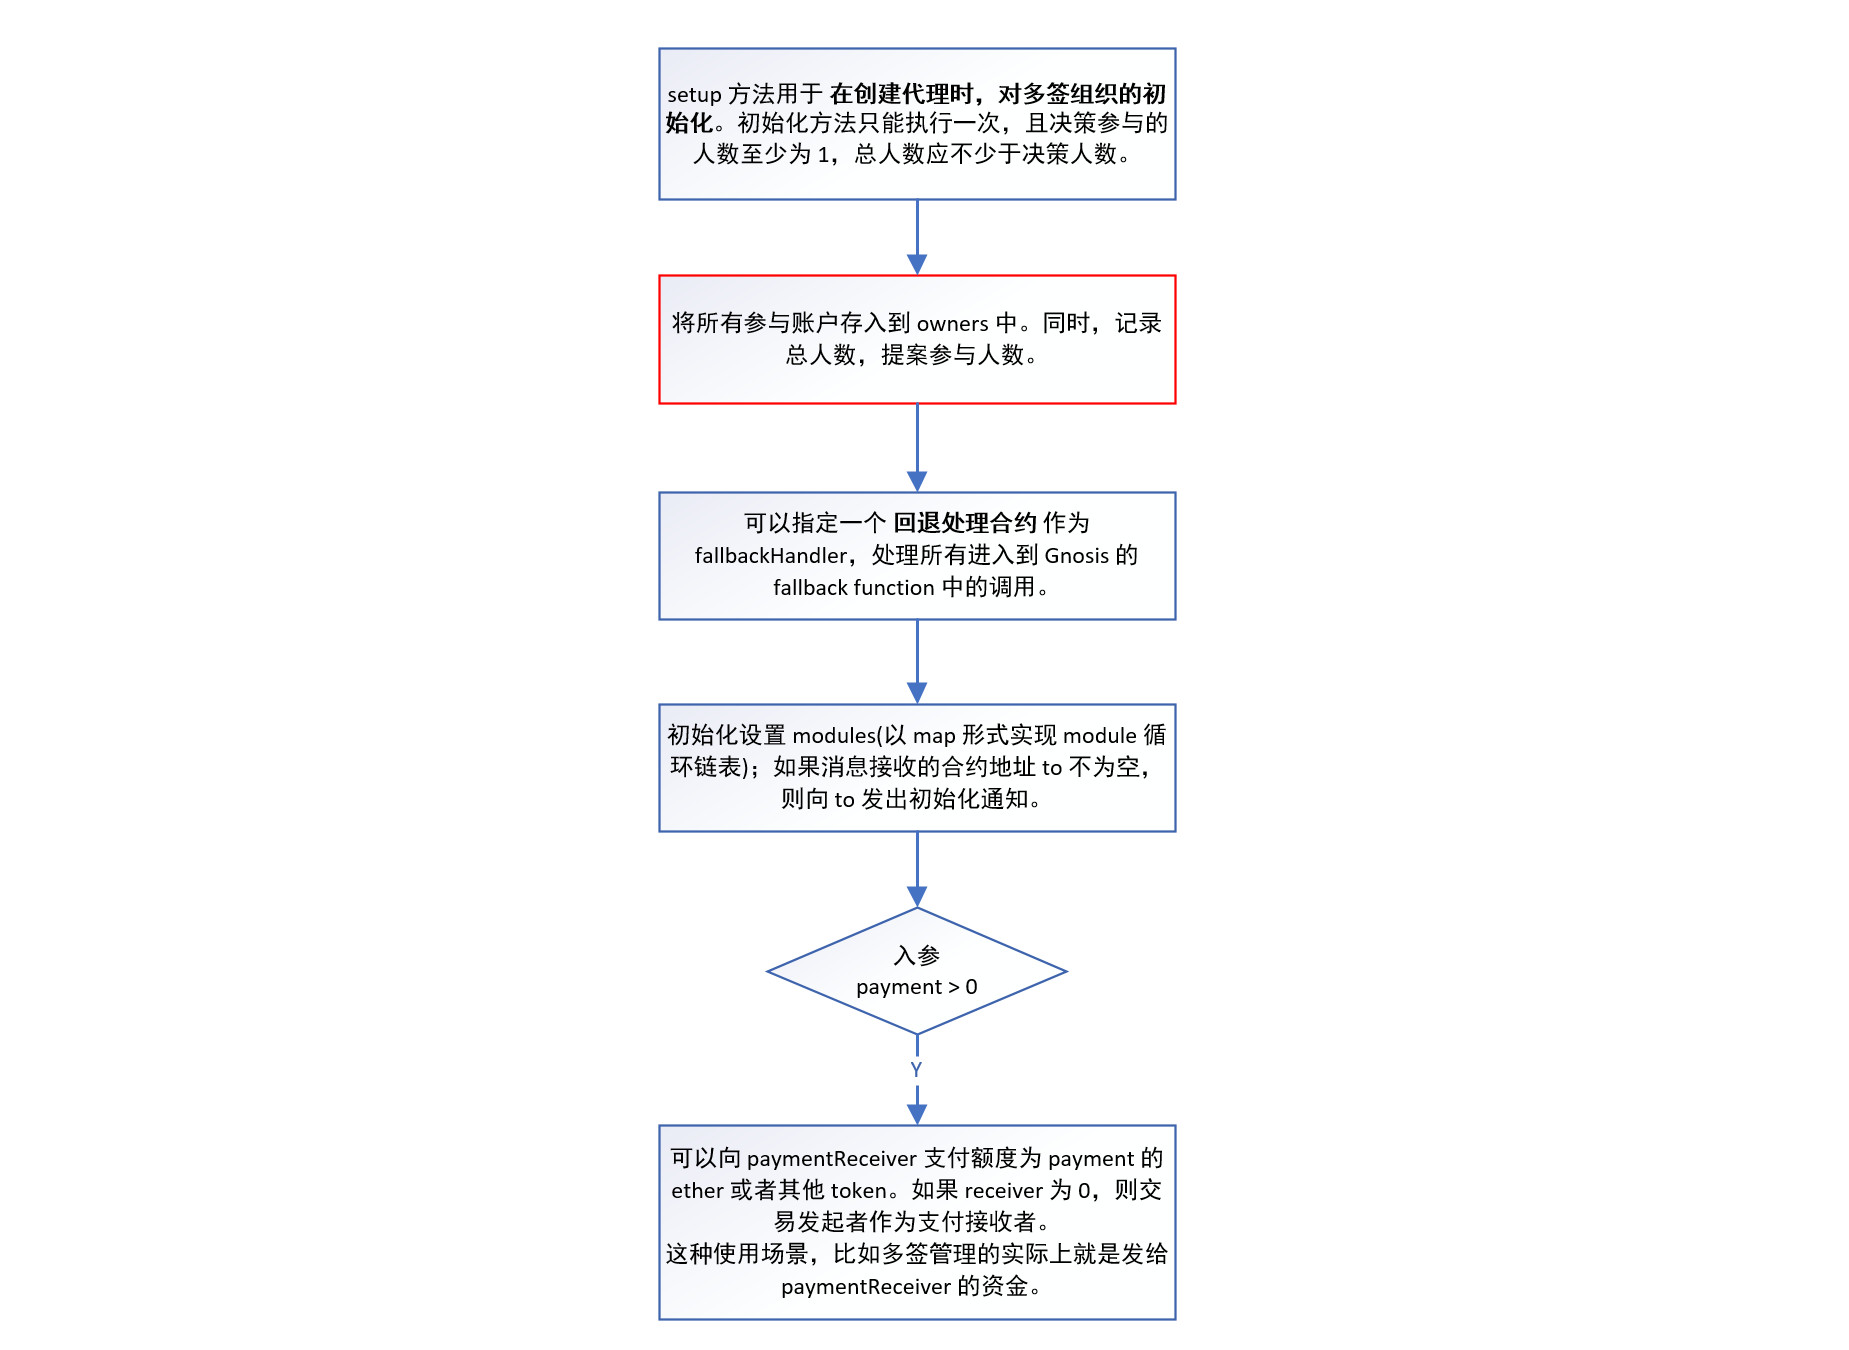 setup 方法用于 在创建代理时，对多签组织的初
始化。初始化方法只能执行一次，且决策参与的
人数至少为 1，总人数应不少于决策人数。
将所有参与账户存入到 owners 中。同时，记录
总人数，提案参与人数。
可以指定一个 回退处理合约 作为
fallbackHandler，处理所有进入到 Gnosis 的
fallback function 中的调用。
初始化设置 modules(以 map 形式实现 module 循
环链表)；如果消息接收的合约地址 to 不为空，
则向 to 发出初始化通知。
入参
payment > 0
Y
可以向 paymentReceiver 支付额度为 payment 的
ether 或者其他 token。如果 receiver 为 0，则交
易发起者作为支付接收者。
这种使用场景，比如多签管理的实际上就是发给
paymentReceiver 的资金。